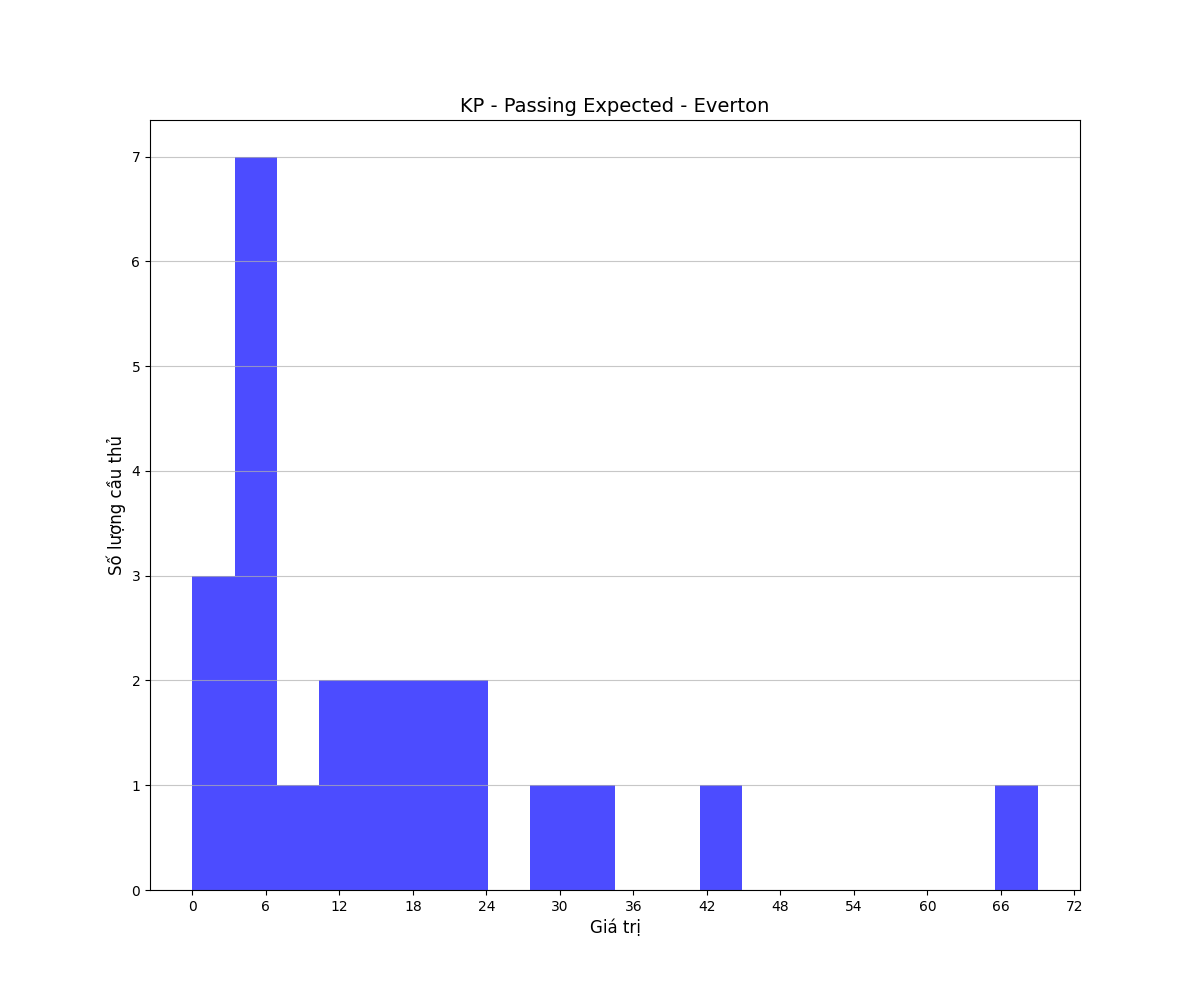 KP - Passing Expected - Everton
7
6
5
4
3
2
1
0
Số lượng cầu thủ
0 6 12 18 24 30 36 42 48 54 60 66 72
Giá trị